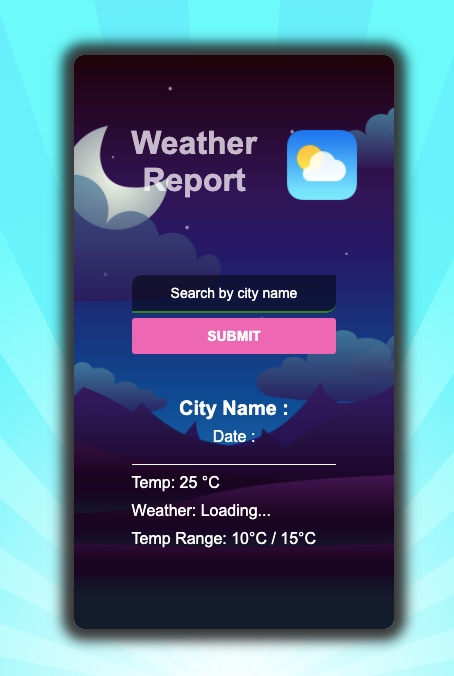 Weather
Report
Search by city name
SUBMIT
City Name :
Date :
Temp: 25 °C
Weather: Loading...
Temp Range: 10°C / 15°C